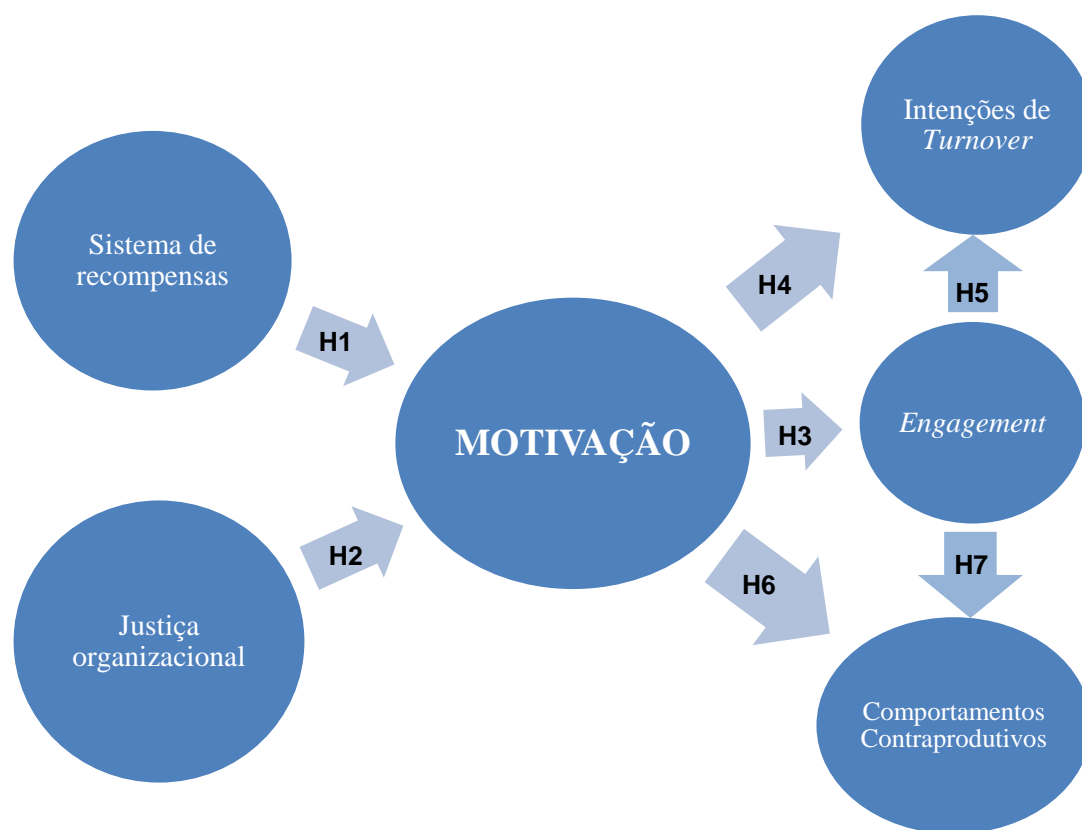 Intenções de
Turnover
Sistema de
recompensas
H1
H4
H5
MOTIVAÇÃO
H3
Engagement
H2
H6
H7
Justiça
organizacional
Comportamentos
Contraprodutivos